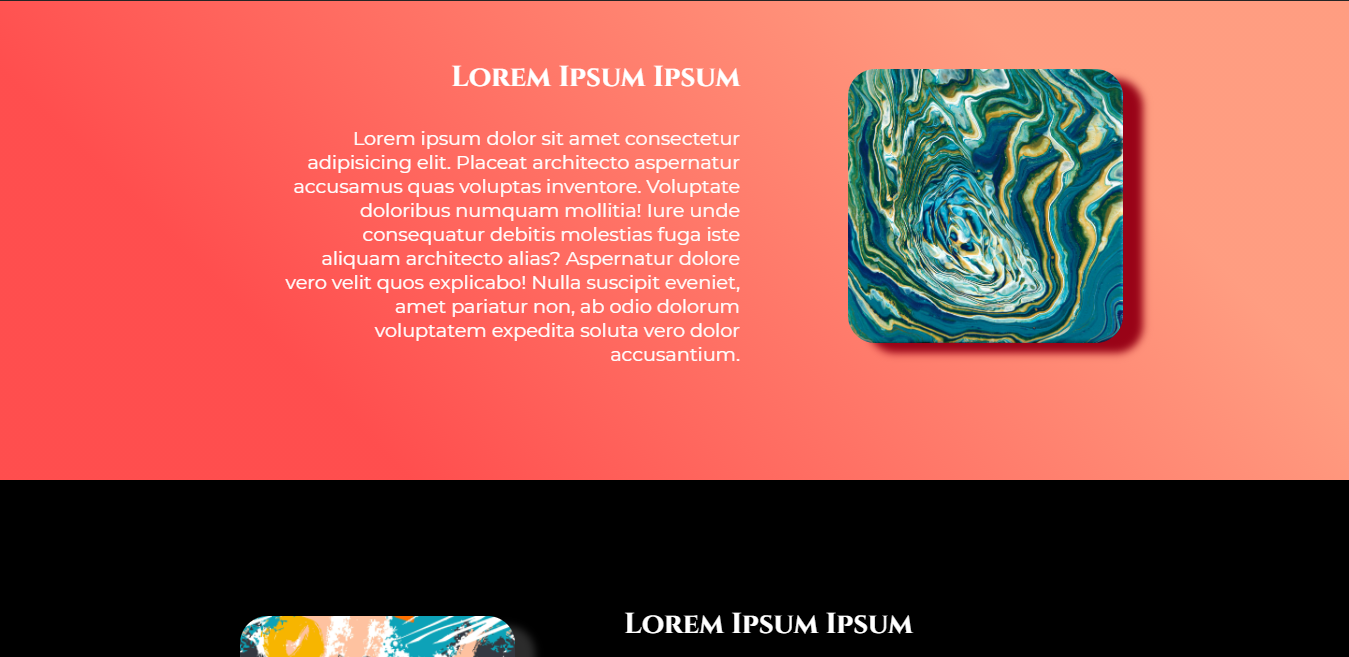 Lorem Ipsum Ipsum
Lorem ipsum dolor sit amet consectetur
adipisicing elit. Placeat architecto aspernatur
accusamus quas voluptas inventore. Voluptate
doloribus numquam mollitia! Iure unde
consequatur debitis molestias fuga iste
aliquam architecto alias? Aspernatur dolore
vero velit quos explicabo! Nulla suscipit eveniet,
amet pariatur non, ab odio dolorum
voluptatem expedita soluta vero dolor
accusantium.
Lorem Ipsum Ipsum